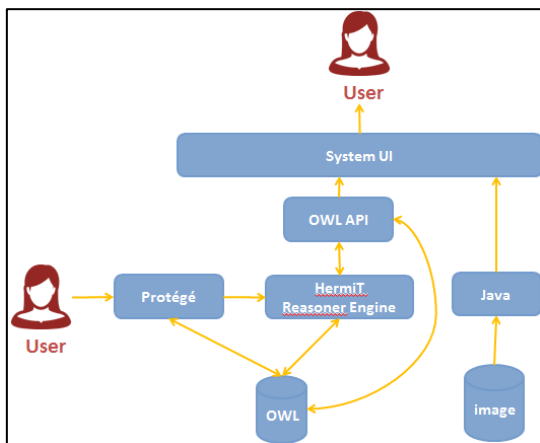 User
System UI
OWL API
HermiT
Reasoner Engine
Protégé
Java
User
OWL
image